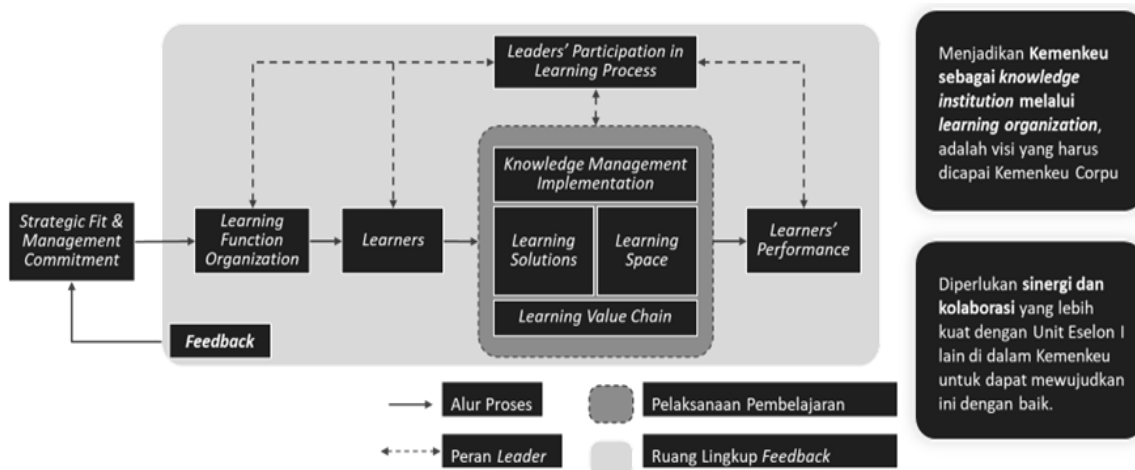 Leaders' Participation in
Learning Process
Knowledge Management
Implementation
Strategic Fit &
Management
Commitment
Learning
Function
Organization
Learners
Learning
Solutions
Learning
Space
Learners'
Performance
Learning Value Chain
Feedback
Alur Proses
Pelaksanaan Pembelajaran
Peran Leader
Ruang Lingkup Feedback
Menjadikan Kemenkeu
sebagai knowledge
institution melalui
learning organization,
adalah visi yang harus
dicapai Kemenkeu Corpu
Diperlukan sinergi dan
kolaborasi yang lebih
kuat dengan Unit Eselon I
lain di dalam Kemenkeu
untuk dapat mewujudkan
ini dengan baik.